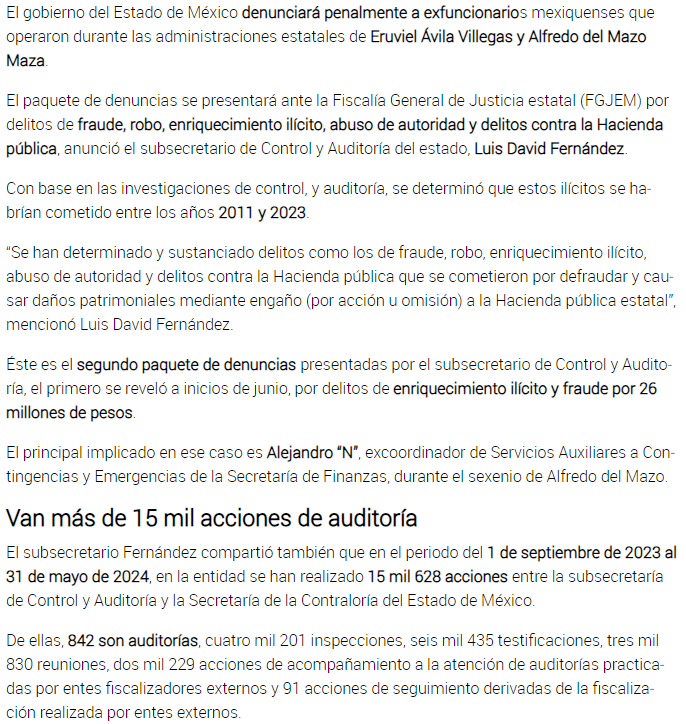 El gobierno del Estado de México denunciará penalmente a exfuncionarios mexiquenses que
operaron durante las administraciones estatales de Eruviel Ávila Villegas y Alfredo del Mazo
Maza.
El paquete de denuncias se presentará ante la Fiscalía General de Justicia estatal (FGJEM) por
delitos de fraude, robo, enriquecimiento ilícito, abuso de autoridad y delitos contra la Hacienda
pública, anunció el subsecretario de Control y Auditoría del estado, Luis David Fernández.
Con base en las investigaciones de control, y auditoría, se determinó que estos ilícitos se ha-
brían cometido entre los años 2011 y 2023.
“Se han determinado y sustanciado delitos como los de fraude, robo, enriquecimiento ilícito,
abuso de autoridad y delitos contra la Hacienda pública que se cometieron por defraudar y cau-
sar daños patrimoniales mediante engaño (por acción u omisión) a la Hacienda pública estatal”,
mencionó Luis David Fernández.
Éste es el segundo paquete de denuncias presentadas por el subsecretario de Control y Audito-
ría, el primero se reveló a inicios de junio, por delitos de enriquecimiento ilícito y fraude por 26
millones de pesos.
El principal implicado en ese caso es Alejandro “N”, excoordinador de Servicios Auxiliares a Con-
tingencias y Emergencias de la Secretaría de Finanzas, durante el sexenio de Alfredo del Mazo.
Van más de 15 mil acciones de auditoría
El subsecretario Fernández compartió también que en el periodo del 1 de septiembre de 2023 al
31 de mayo de 2024, en la entidad se han realizado 15 mil 628 acciones entre la subsecretaría
de Control y Auditoría y la Secretaría de la Contraloría del Estado de México.
De ellas, 842 son auditorías, cuatro mil 201 inspecciones, seis mil 435 testificaciones, tres mil
830 reuniones, dos mil 229 acciones de acompañamiento a la atención de auditorías practica-
das por entes fiscalizadores externos y 91 acciones de seguimiento derivadas de la fiscaliza-
ción realizada por entes externos.